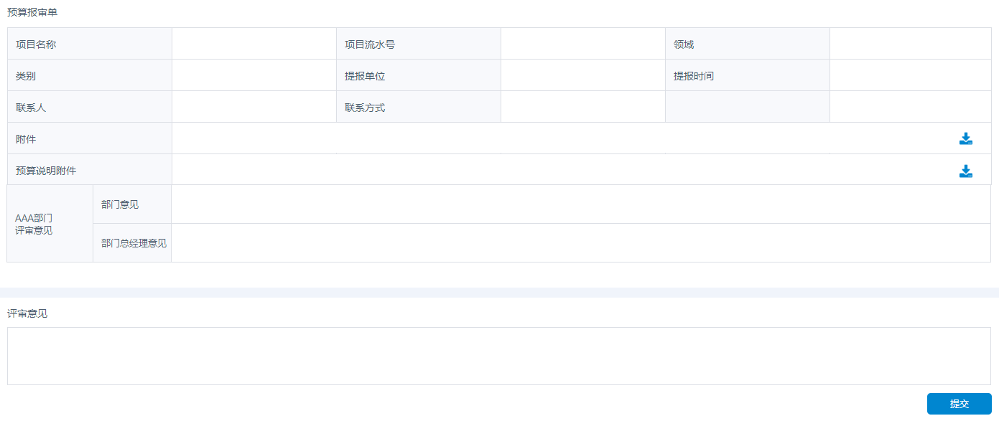 预算报审单
项目名称 项目流水号 领域
类别 提报单位 提报时间
联系人 联系方式
附件
预算说明附件
AAA部门
评审意见
部门意见
部门总经理意见
评审意见
提交